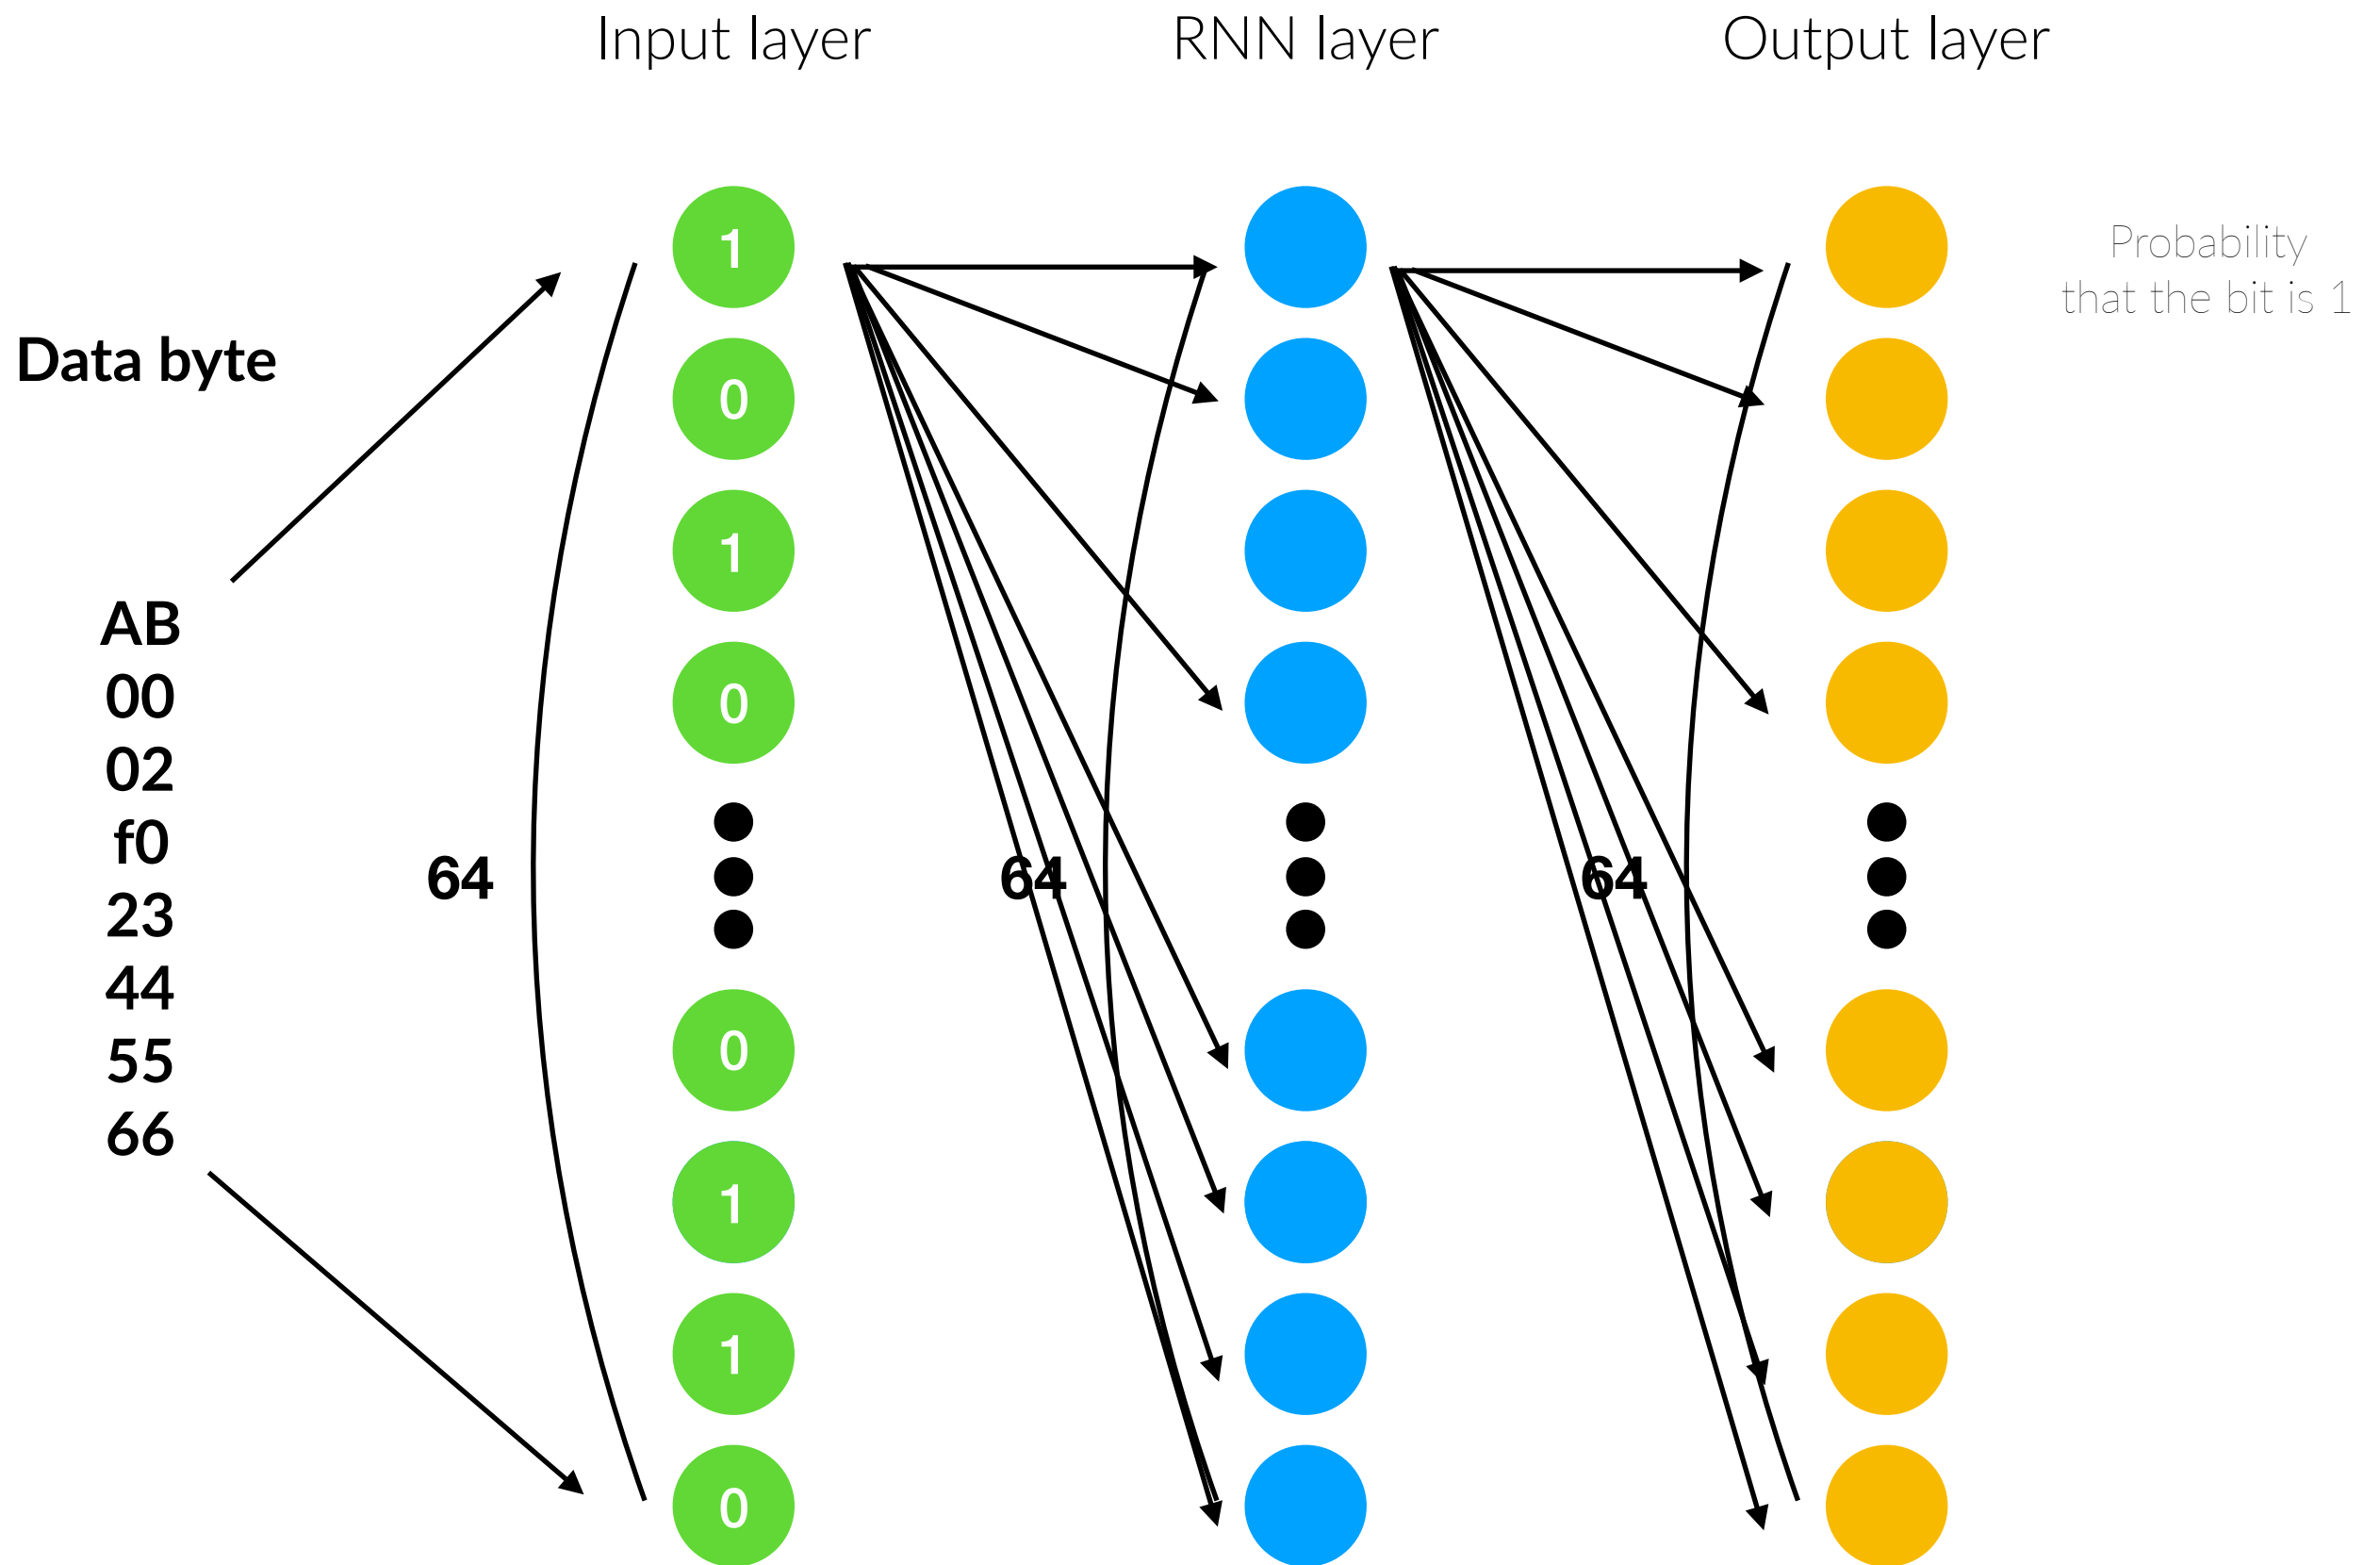 Input layer
RNN layer
Output layer
Probability
that the bit is 1
Data byte
AB
00
02
f0
23
44
55
66
64
1
0
1
0
0
1
1
0
64
64